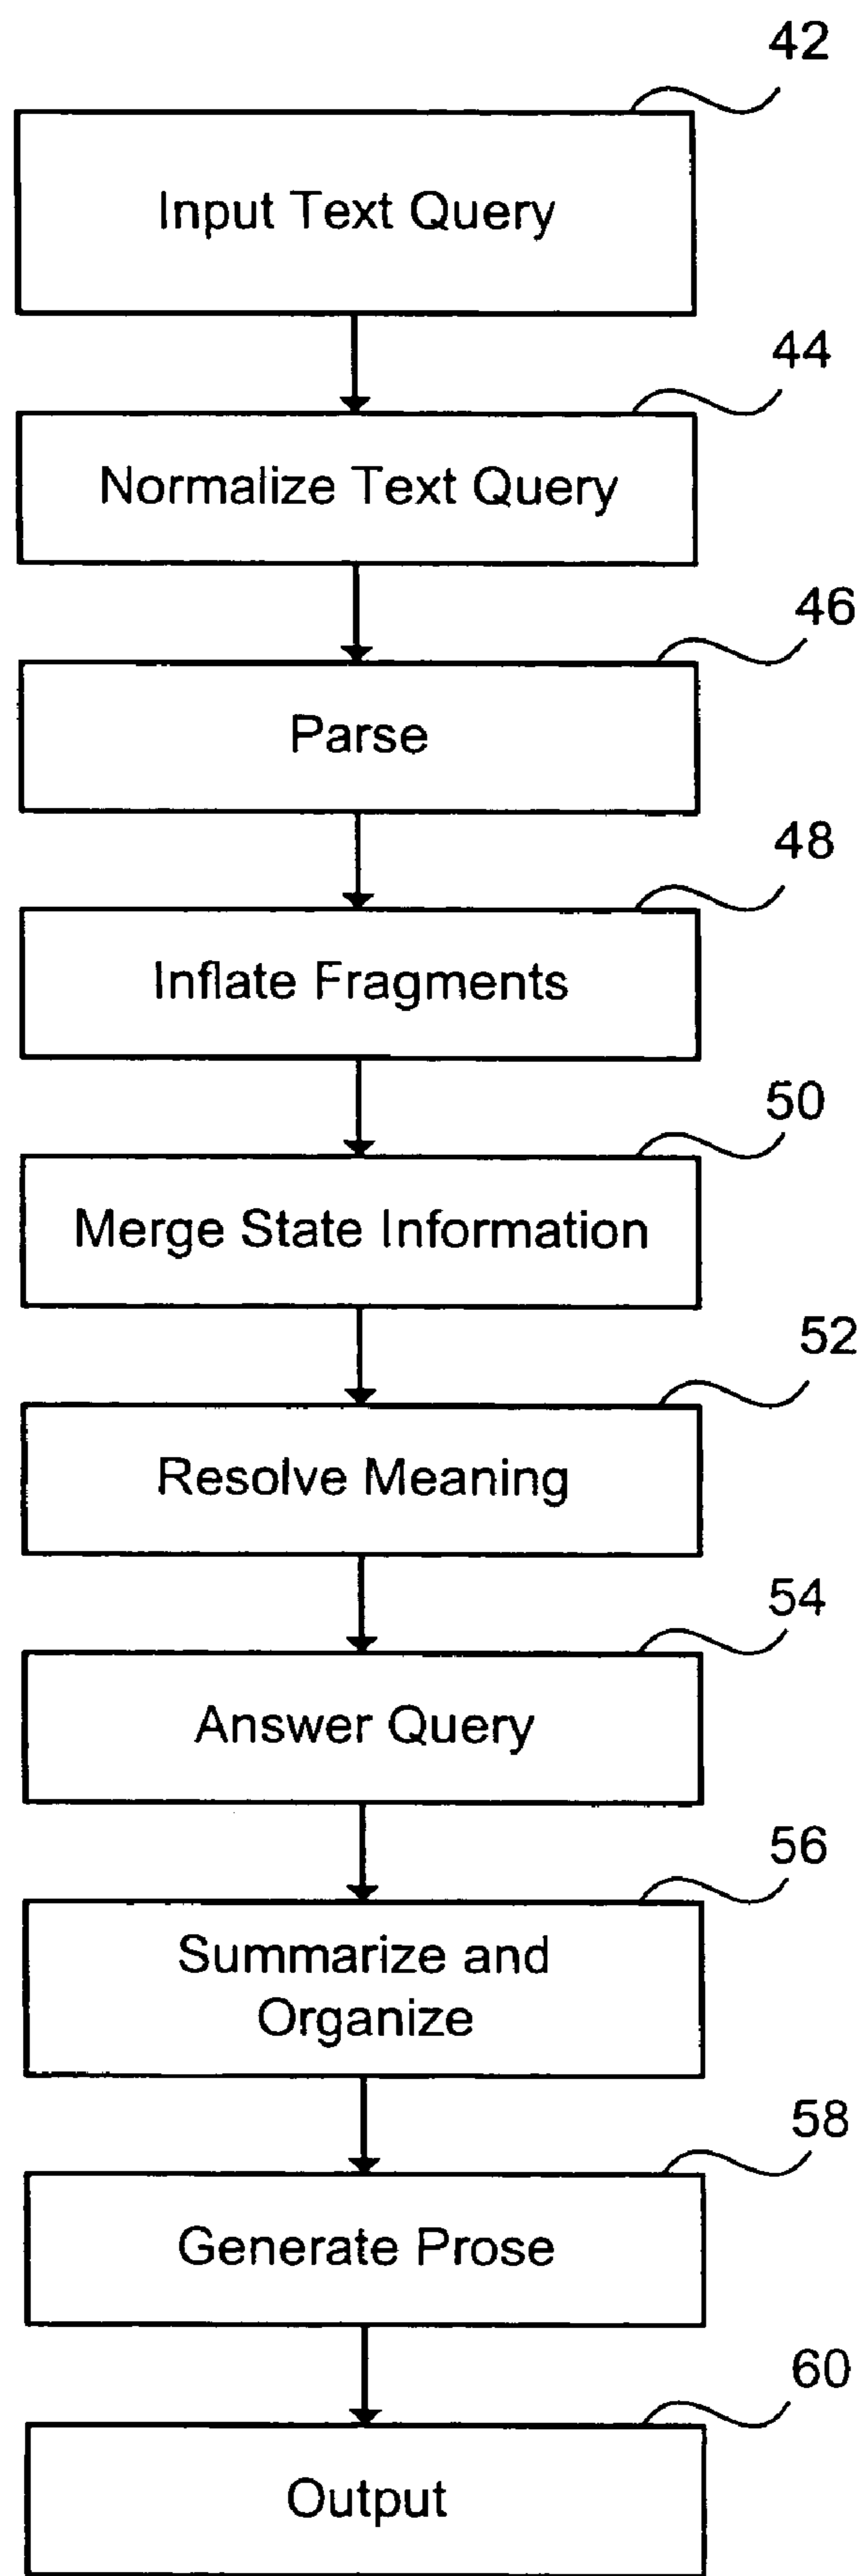 42
Input Text Query
44
Normalize Text Query
46
Parse
48
Inflate Fragments
50
Merge State Information
52
Resolve Meaning
54
Answer Query
56
Summarize and
Organize
58
Generate Prose
60
Output